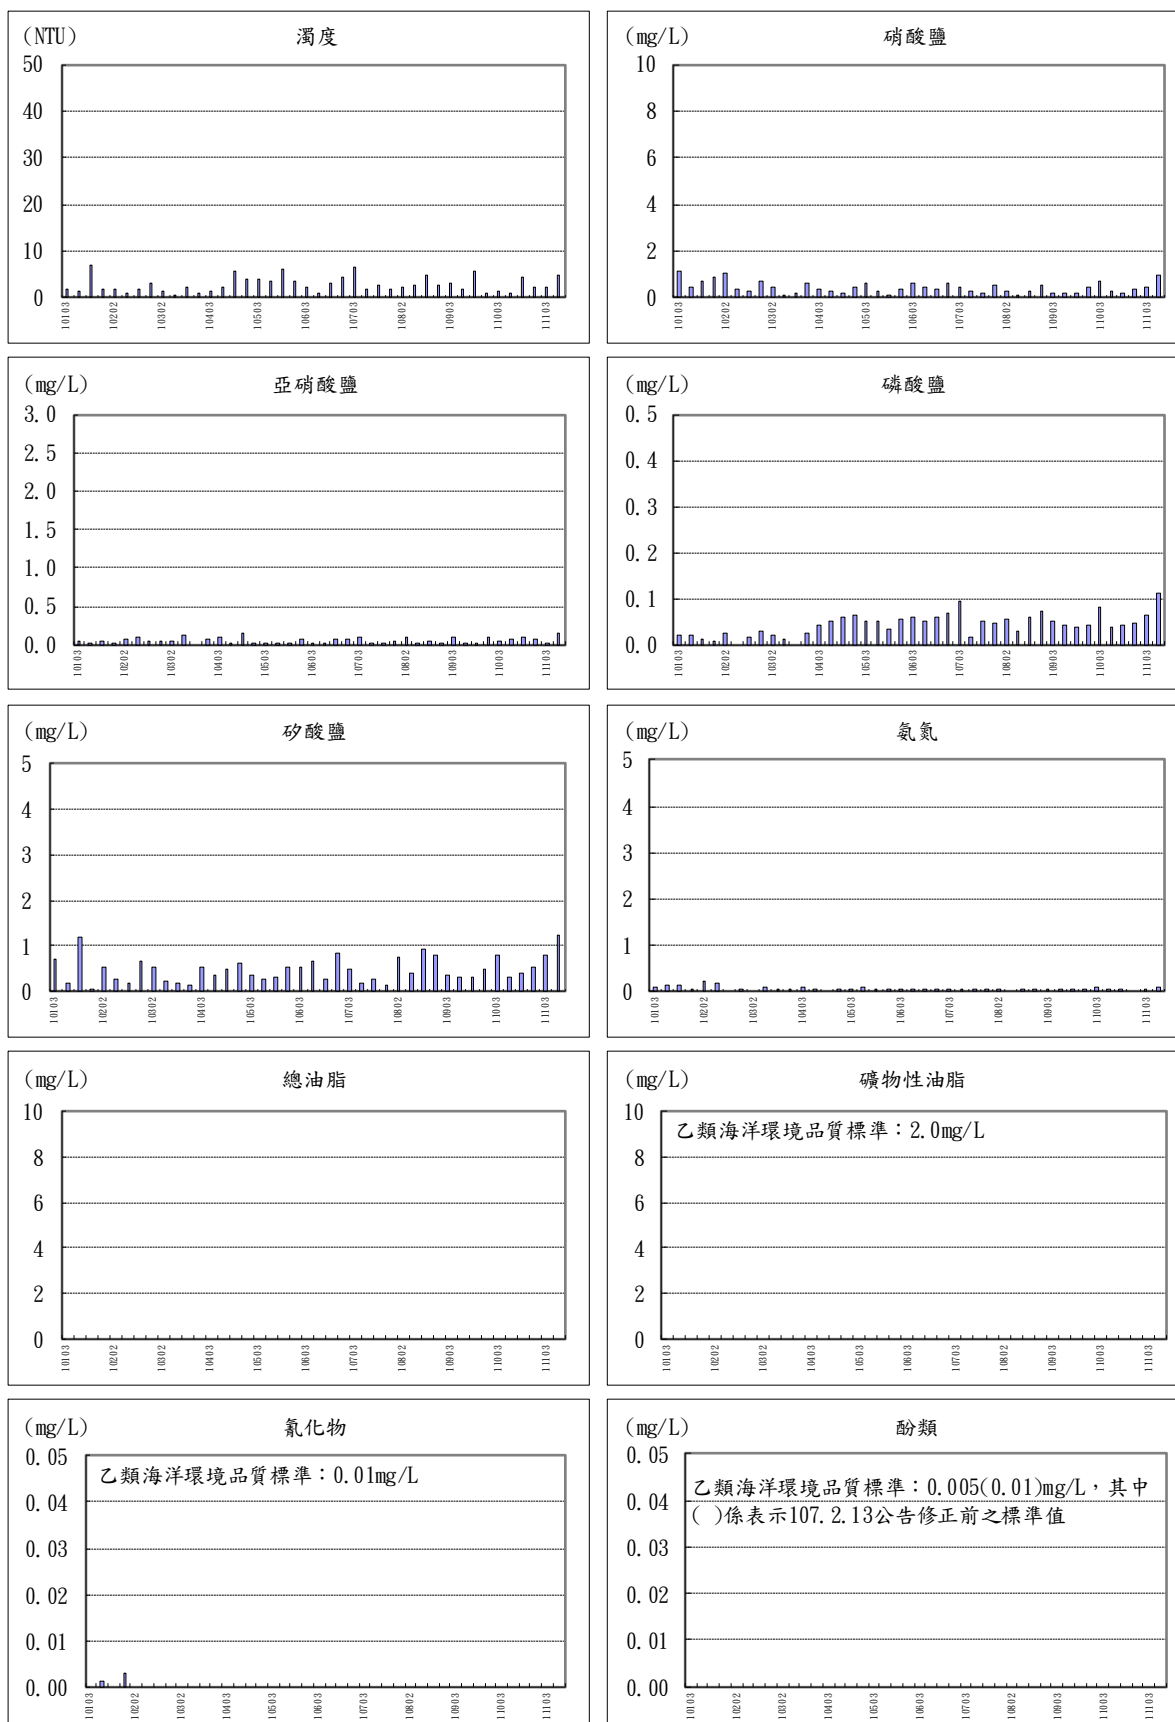 (NTU) 濁度
50
40
30
20
10
0
10103 10202 10302 10403 10503 10603 10703 10802 10903 11003 11103
(mg/L) 硝酸鹽
10
8
6
4
2
0
10103 10202 10302 10403 10503 10603 10703 10802 10903 11003 11103
(mg/L) 亞硝酸鹽
3.0
2.5
2.0
1.5
1.0
0.5
0.0
10103 10202 10302 10403 10503 10603 10703 10802 10903 11003 11103
(mg/L) 磷酸鹽
0.5
0.4
0.3
0.2
0.1
0.0
10103 10202 10302 10403 10503 10603 10703 10802 10903 11003 11103
(mg/L) 矽酸鹽
5
4
3
2
1
0
10103 10202 10302 10403 10503 10603 10703 10802 10903 11003 11103
(mg/L) 氨氮
5
4
3
2
1
0
10103 10202 10302 10403 10503 10603 10703 10802 10903 11003 11103
(mg/L) 總油脂
10
8
6
4
2
0
10103 10202 10302 10403 10503 10603 10703 10802 10903 11003 11103
(mg/L) 礦物性油脂
10
乙類海洋環境品質標準：2.0mg/L
8
6
4
2
0
10103 10202 10302 10403 10503 10603 10703 10802 10903 11003 11103
(mg/L) 氰化物
0.05
乙類海洋環境品質標準：0.01mg/L
0.04
0.03
0.02
0.01
0.00
10103 10202 10302 10403 10503 10603 10703 10802 10903 11003 11103
(mg/L) 酚類
0.05
乙類海洋環境品質標準：0.005(0.01)mg/L，其中
( )係表示107.2.13公告修正前之標準值
0.04
0.03
0.02
0.01
0.00
10103 10202 10302 10403 10503 10603 10703 10802 10903 11003 11103